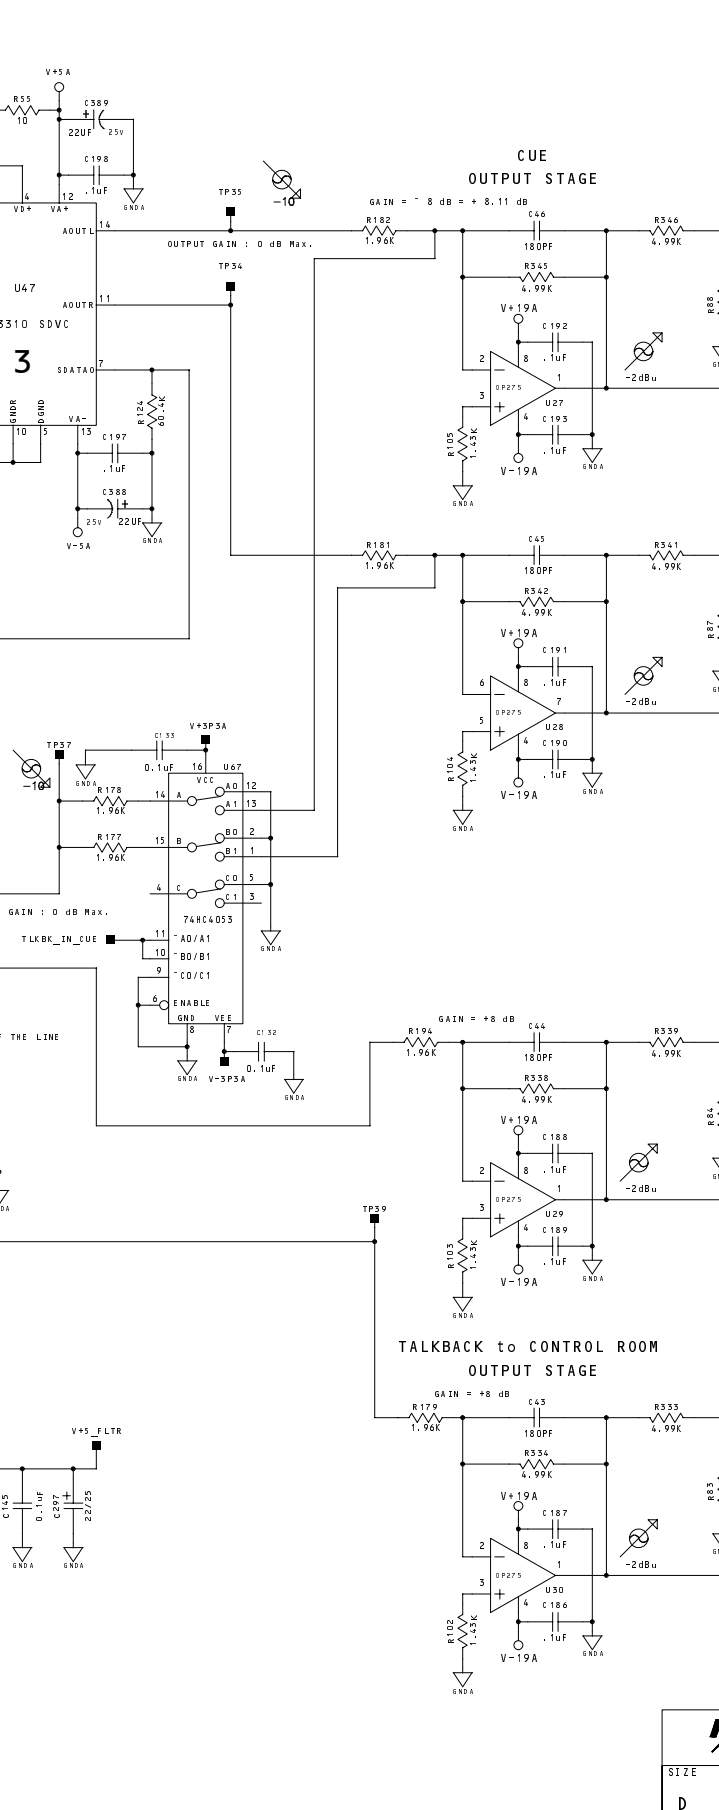 V+5A
R55
10
C389
22UF
25V
C198
.1uF
GNDA
4
12
VD+
VA+
AOUTL
14
U47
AOUTR
11
3310 SDVC
3
SDATAO
7
R124
60.4K
GNDR
DGND
VA-
10
5
13
C197
.1uF
C388
25V
22UF
GNDA
V-5A
-10
TP35
OUTPUT GAIN : 0 dB Max.
TP34
CUE
OUTPUT STAGE
GAIN = ~ 8 dB = + 8.11 dB
R182
1.96K
C46
180PF
R346
4.99K
R345
4.99K
R88
V+19A
C192
.1uF
2
8
1
OP275
U27
3
4
C193
.1uF
R105
1.43K
V-19A
GNDA
GNDA
-2dBu
R181
1.96K
C45
180PF
R341
4.99K
R342
4.99K
R87
V+19A
C191
.1uF
6
8
7
OP275
U28
5
4
C190
.1uF
R104
1.43K
V-19A
GNDA
GNDA
-2dBu
V+3P3A
C133
0.1uF
GNDA
TP37
-10
16
U67
VCC
R178
1.96K
14
A
A0
12
A1
13
R177
1.96K
15
B
B0
2
B1
1
4
C
C0
5
C1
3
GAIN : 0 dB Max.
74HC4053
TLKBK_IN_CUE
11
~A0/A1
10
~B0/B1
9
~C0/C1
6
ENABLE
GND
VEE
8
7
GNDA
C132
0.1uF
GNDA
V-3P3A
GNDA
THE LINE
GAIN = +8 dB
R194
1.96K
C44
180PF
R339
4.99K
R338
4.99K
R84
V+19A
C188
.1uF
2
8
1
OP275
U29
3
4
C189
.1uF
R103
1.43K
V-19A
GNDA
GNDA
-2dBu
TP39
TALKBACK to CONTROL ROOM
OUTPUT STAGE
GAIN = +8 dB
R179
1.96K
C43
180PF
R333
4.99K
R334
4.99K
R83
V+19A
C187
.1uF
2
8
1
OP275
U30
3
4
C186
.1uF
R102
1.43K
V-19A
GNDA
GNDA
-2dBu
V+5_FLTR
C145
0.1uF
C297
22/25
GNDA
GNDA
SIZE
D